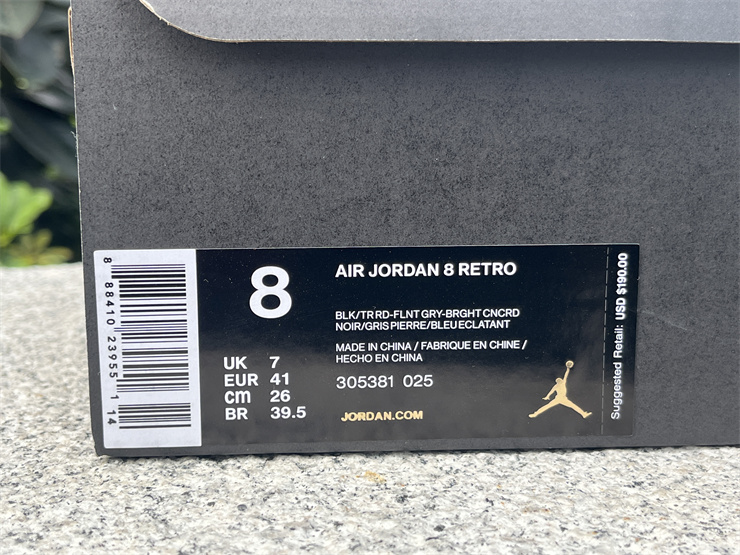 8 88410 23955 1 14
8
UK 7
EUR 41
cm 26
BR 39.5
AIR JORDAN 8 RETRO
BLK/TR RD-FLNT GRY-BRGHT CNCRD
NOIR/GRIS PIERRE/BLEU ECLATANT
MADE IN CHINA / FABRIQUE EN CHINE /
HECHO EN CHINA
305381 025
JORDAN.COM
Suggested Retail: USD $190.00